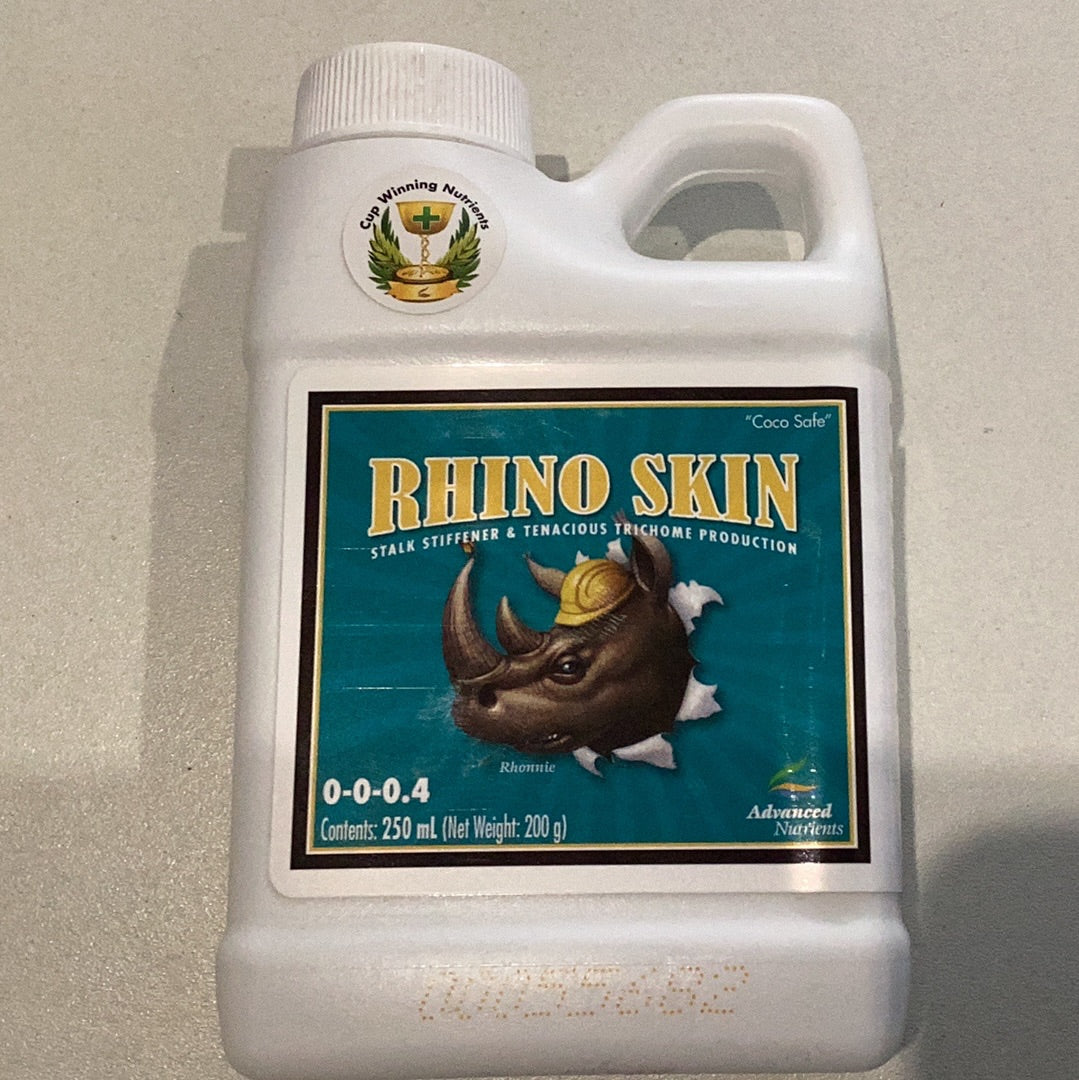 Cup Winning Nutrients
"Coco Safe"
RHINO SKIN
STALK STIFFENER & TENACIOUS TRICHOME PRODUCTION
Rhonnie
0-0-0.4
Contents: 250 mL (Net Weight: 200 g)
Advanced
Nutrients